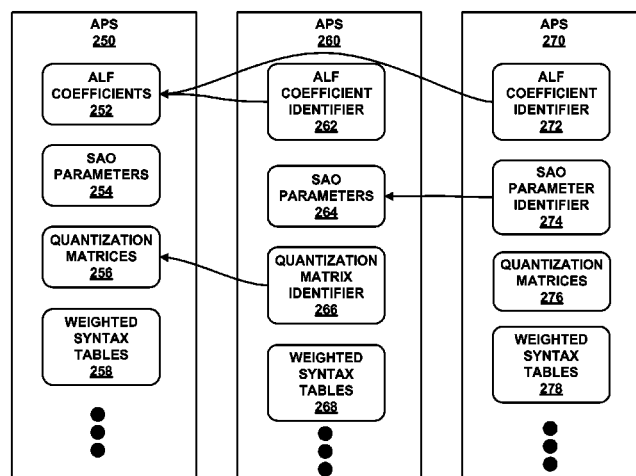 APS
250
ALF
COEFFICIENTS
252
SAO
PARAMETERS
254
QUANTIZATION
MATRICES
256
WEIGHTED
SYNTAX
TABLES
258
APS
260
ALF
COEFFICIENT
IDENTIFIER
262
SAO
PARAMETERS
264
QUANTIZATION
MATRIX
IDENTIFIER
266
WEIGHTED
SYNTAX
TABLES
268
APS
270
ALF
COEFFICIENT
IDENTIFIER
272
SAO
PARAMETER
IDENTIFIER
274
QUANTIZATION
MATRICES
276
WEIGHTED
SYNTAX
TABLES
278